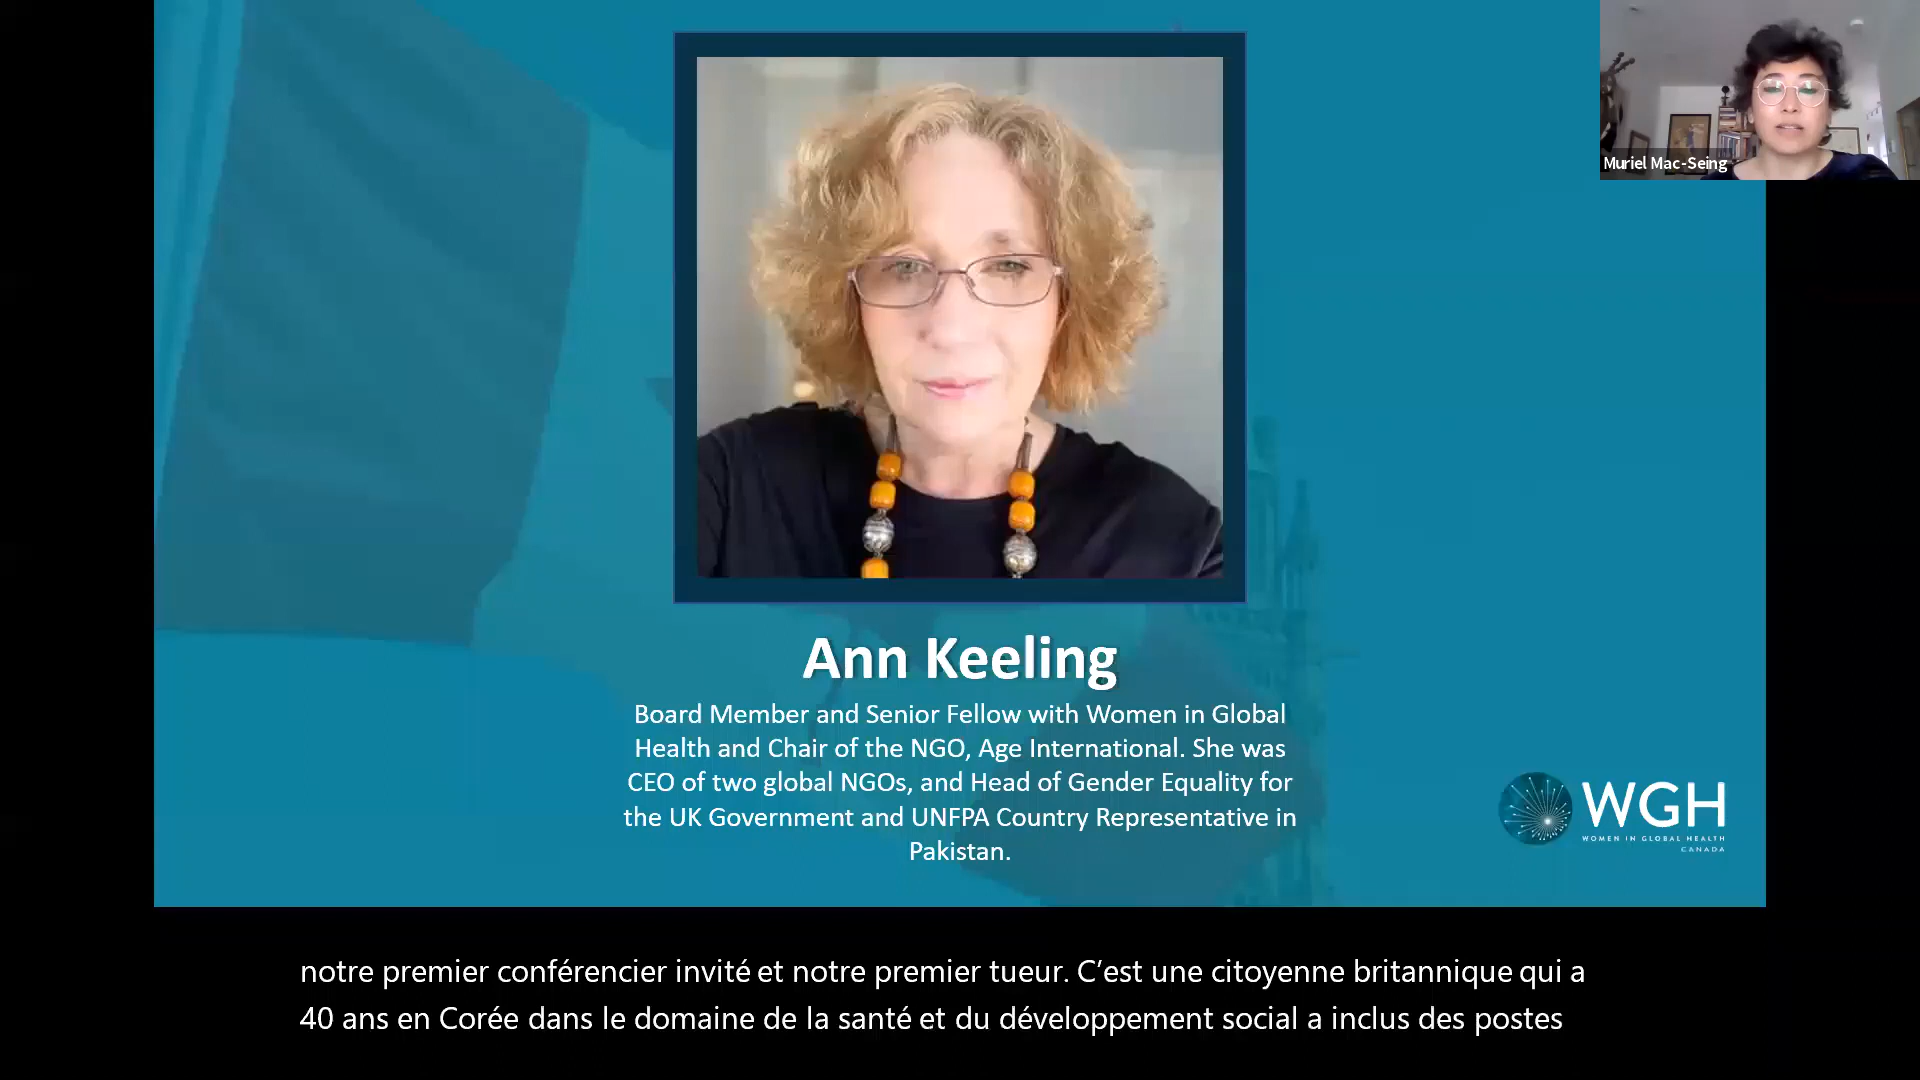 Muriel Mac-Seing
Ann Keeling
Board Member and Senior Fellow with Women in Global
Health and Chair of the NGO, Age International. She was
CEO of two global NGOs, and Head of Gender Equality for
the UK Government and UNFPA Country Representative in
Pakistan.
WGH
WOMEN IN GLOBAL HEALTH
CANADA
notre premier conférencier invité et notre premier tueur. C’est une citoyenne britannique qui a
40 ans en Corée dans le domaine de la santé et du développement social a inclus des postes